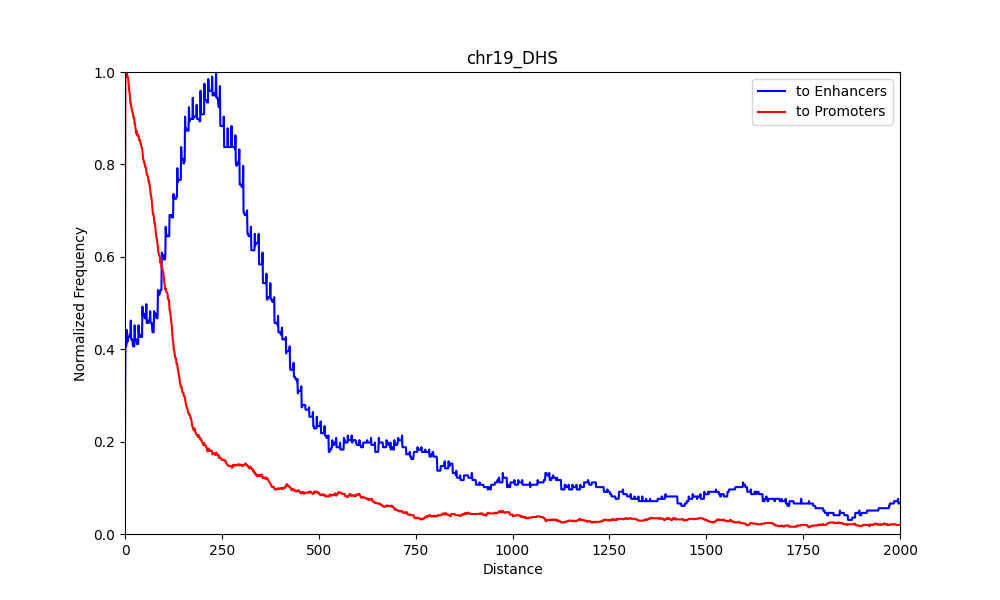 chr19_DHS
to Enhancers
to Promoters
Normalized Frequency
1.0
0.8
0.6
0.4
0.2
0.0
0 250 500 750 1000 1250 1500 1750 2000
Distance